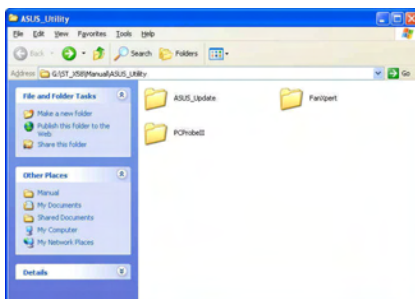 ASUS_Utility
File Edit View Favorites Tools Help
Back Search Folders
Address G:\ST_X58\Manual\ASUS_Utility Go
File and Folder Tasks
Make a new folder
Publish this folder to the Web
Share this folder
Other Places
Manual
My Documents
Shared Documents
My Computer
My Network Places
Details
ASUS_Update
FanXpert
PCProbeII